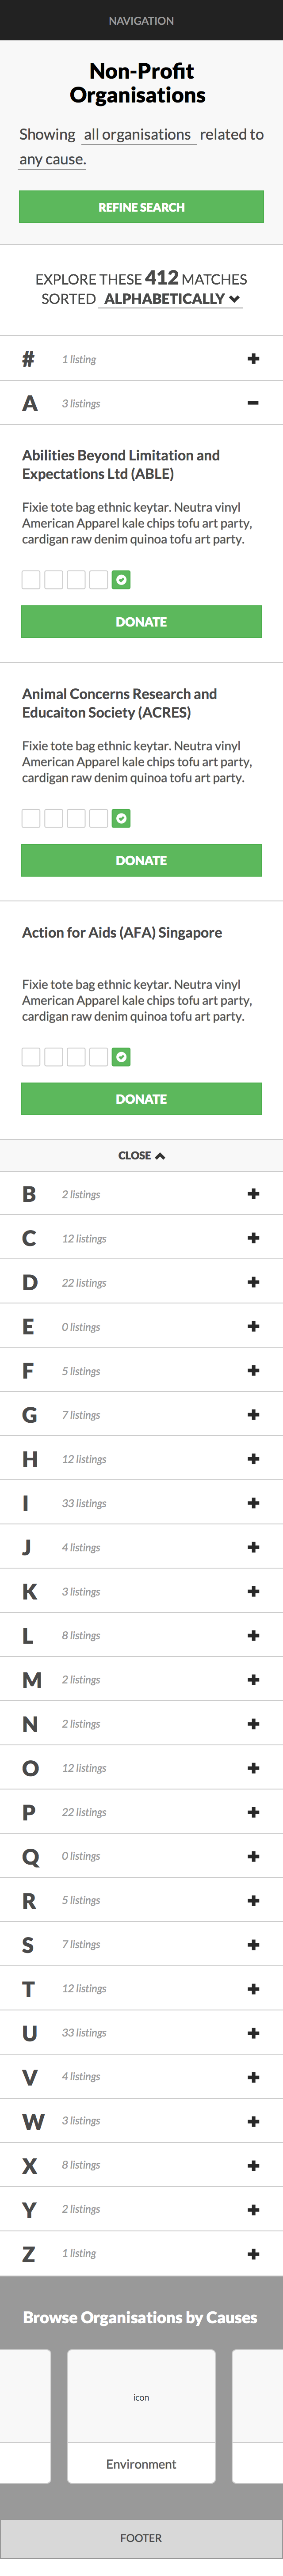 NAVIGATION
Non-Profit
Organisations
Showing all organisations related to
any cause.
REFINE SEARCH
EXPLORE THESE 412 MATCHES
SORTED ALPHABETICALLY
# 1 listing
A 3 listings
Abilities Beyond Limitation and
Expectations Ltd (ABLE)
Fixie tote bag ethnic keytar. Neutra vinyl
American Apparel kale chips tofu art party,
cardigan raw denim quinoa tofu art party.
DONATE
Animal Concerns Research and
Educaiton Society (ACRES)
Fixie tote bag ethnic keytar. Neutra vinyl
American Apparel kale chips tofu art party,
cardigan raw denim quinoa tofu art party.
DONATE
Action for Aids (AFA) Singapore
Fixie tote bag ethnic keytar. Neutra vinyl
American Apparel kale chips tofu art party,
cardigan raw denim quinoa tofu art party.
DONATE
CLOSE
B 2 listings
C 12 listings
D 22 listings
E 0 listings
F 5 listings
G 7 listings
H 12 listings
I 33 listings
J 4 listings
K 3 listings
L 8 listings
M 2 listings
N 2 listings
O 12 listings
P 22 listings
Q 0 listings
R 5 listings
S 7 listings
T 12 listings
U 33 listings
V 4 listings
W 3 listings
X 8 listings
Y 2 listings
Z 1 listing
Browse Organisations by Causes
icon
Environment
FOOTER